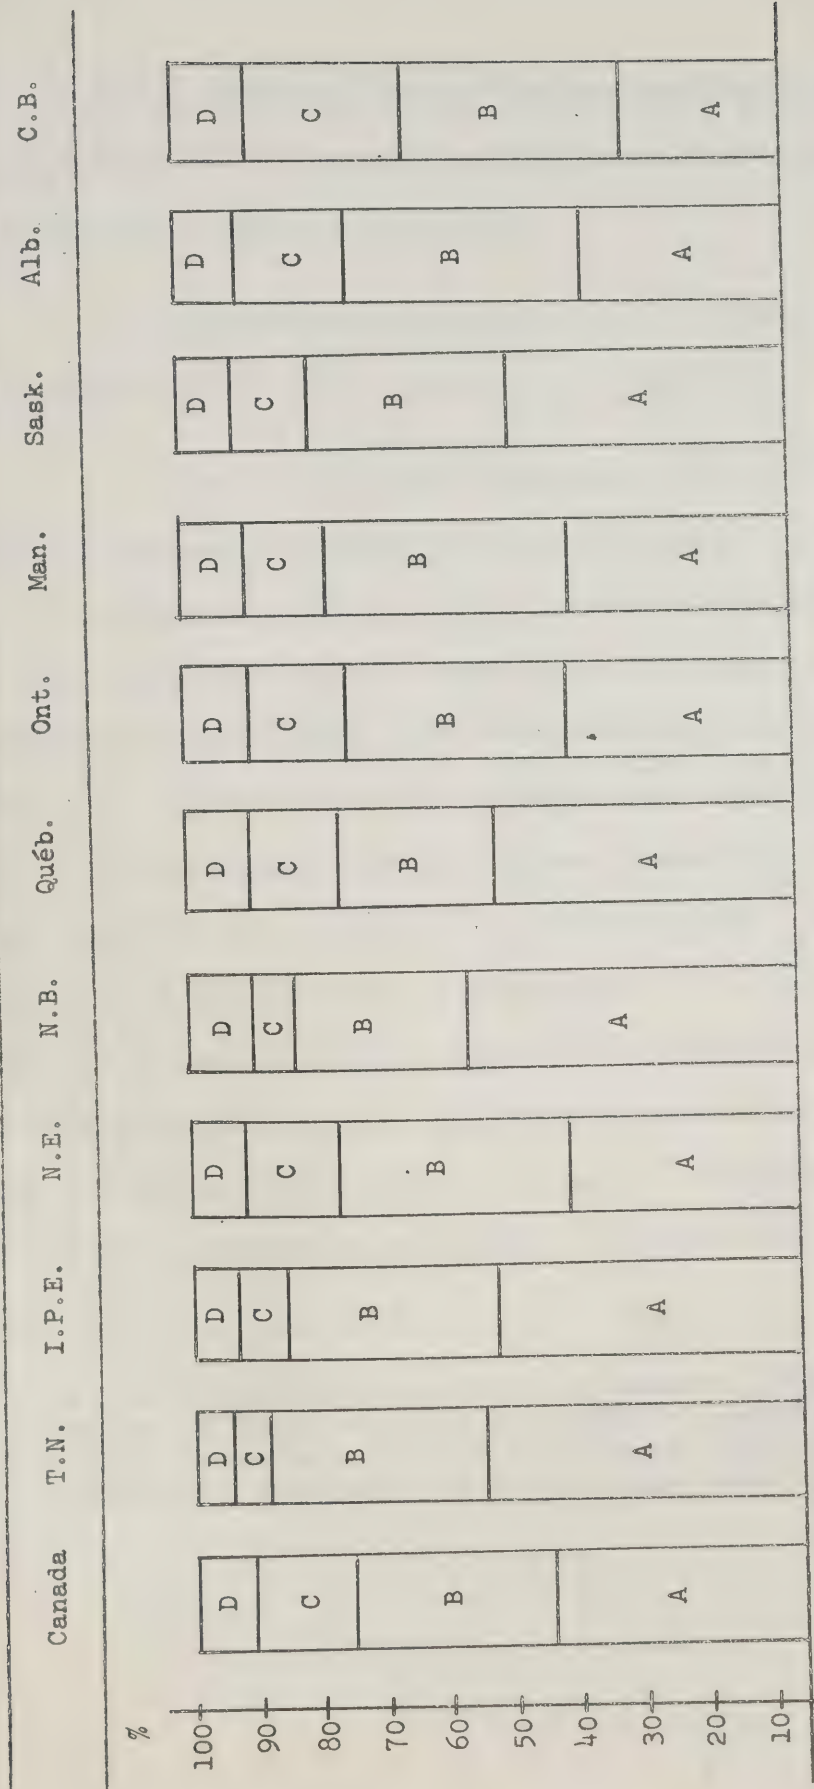 Canada T.N. I.P.E. N.E. N.B. Québ. Ont. Man. Sask. Alb. C.B.
%
100
D D D D D D D D D D D
90
C C C C C C C C C C C
80
70
B B B B B B B B B B B
60
50
40
30
A A A A A A A A A A A
20
10